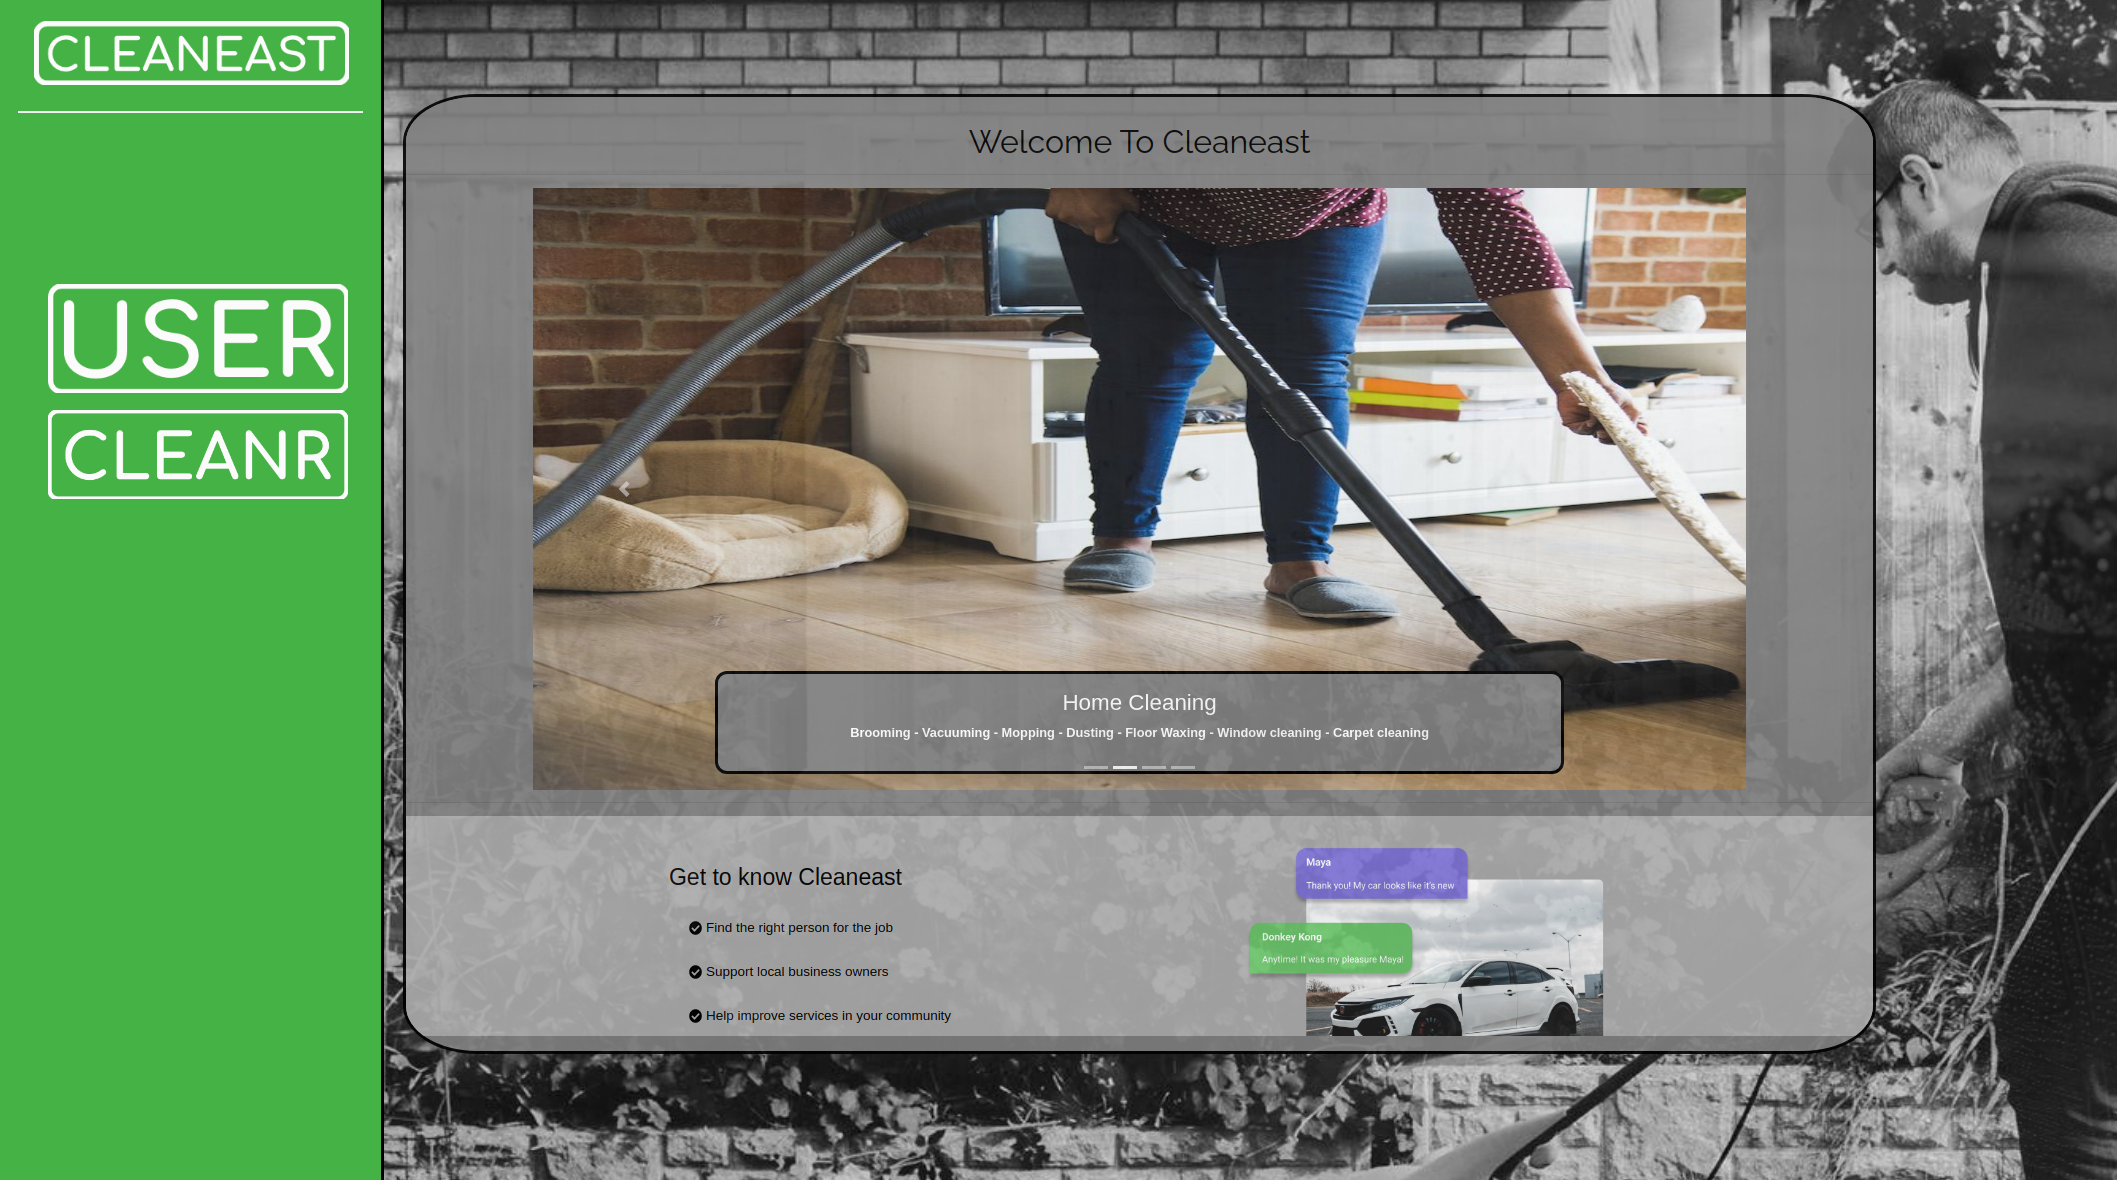 CLEANEAST
USER
CLEANR
Welcome To Cleaneast
Home Cleaning
Brooming - Vacuuming - Mopping - Dusting - Floor Waxing - Window cleaning - Carpet cleaning
Get to know Cleaneast
Find the right person for the job
Support local business owners
Help improve services in your community
Maya
Thank you! My car looks like it's new
Donkey Kong
Anytime! It was my pleasure Maya!